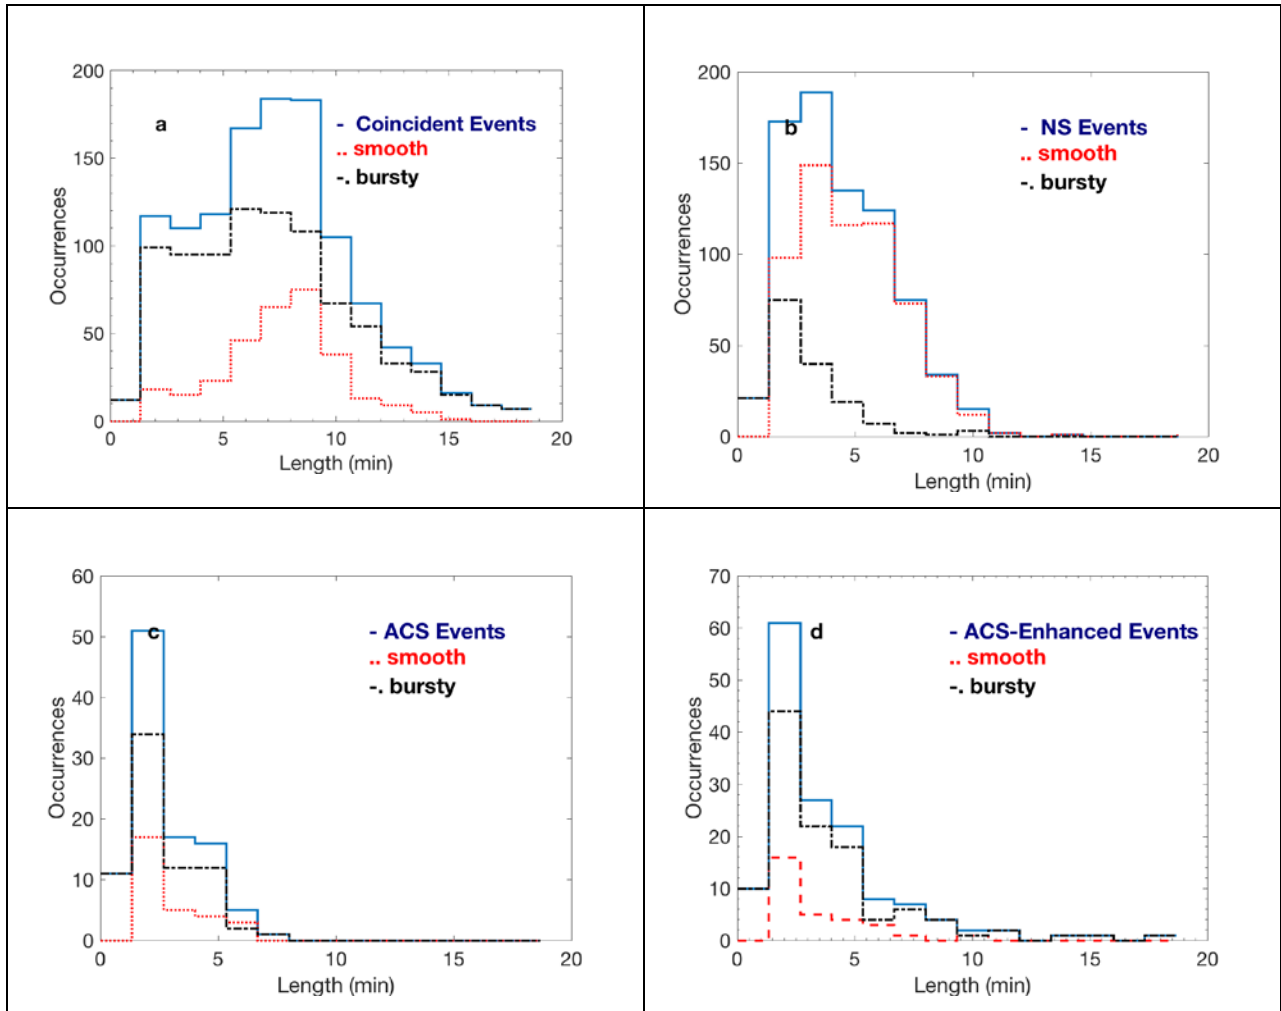 200
150
100
50
0
Occurrences
a
- Coincident Events
.. smooth
-. bursty
0 5 10 15 20
Length (min)
200
150
100
50
0
Occurrences
b
- NS Events
.. smooth
-. bursty
0 5 10 15 20
Length (min)
60
50
40
30
20
10
0
Occurrences
c
- ACS Events
.. smooth
-. bursty
0 5 10 15 20
Length (min)
70
60
50
40
30
20
10
0
Occurrences
d
- ACS-Enhanced Events
.. smooth
-. bursty
0 5 10 15 20
Length (min)